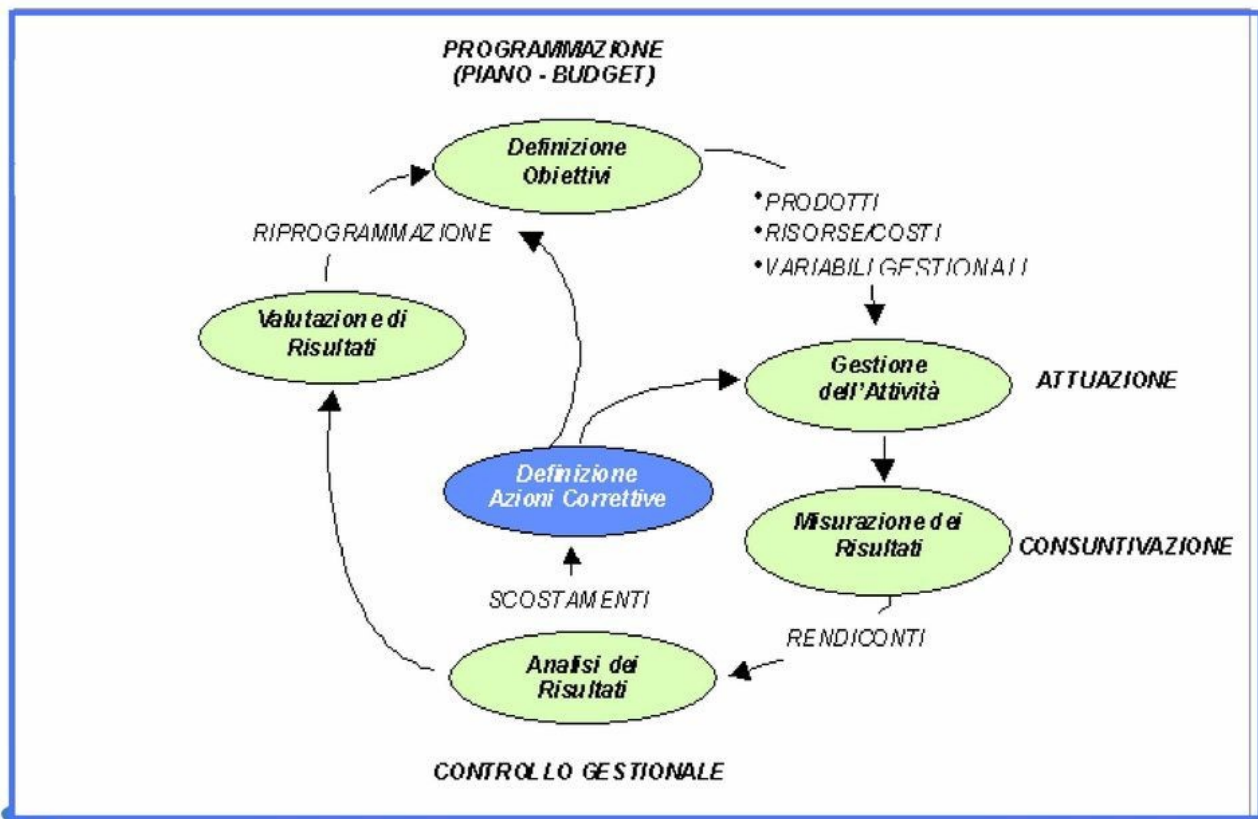 PROGRAMMAZIONE
(PIANO - BUDGET)
Definizione
Obiettivi
•PRODOTTI
•RISORSE/COSTI
•VARIABILI GESTIONALI
RIPROGRAMMAZIONE
Valutazione di
Risultati
Gestione
dell'Attività
ATTUAZIONE
Definizione
Azioni Correttive
Misurazione dei
Risultati
CONSUNTIVAZIONE
SCOSTAMENTI
RENDICONTI
Analisi dei
Risultati
CONTROLLO GESTIONALE